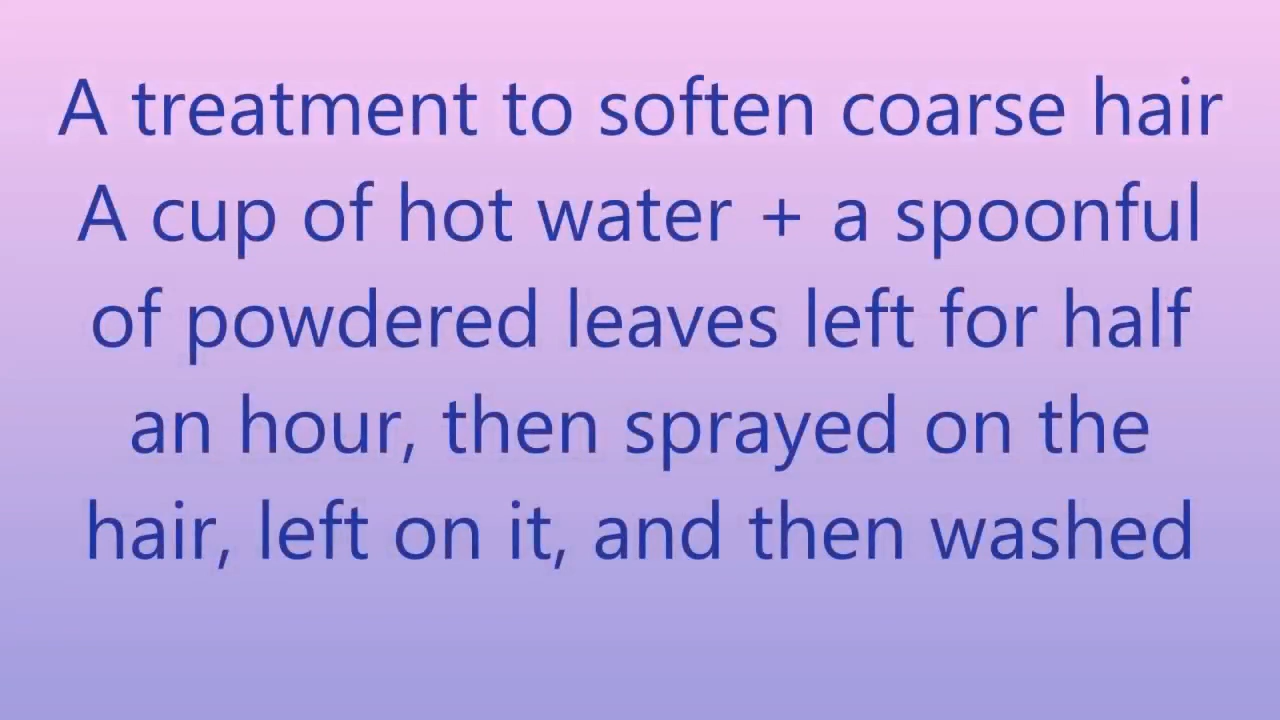 A treatment to soften coarse hair
A cup of hot water + a spoonful
of powdered leaves left for half
an hour, then sprayed on the
hair, left on it, and then washed